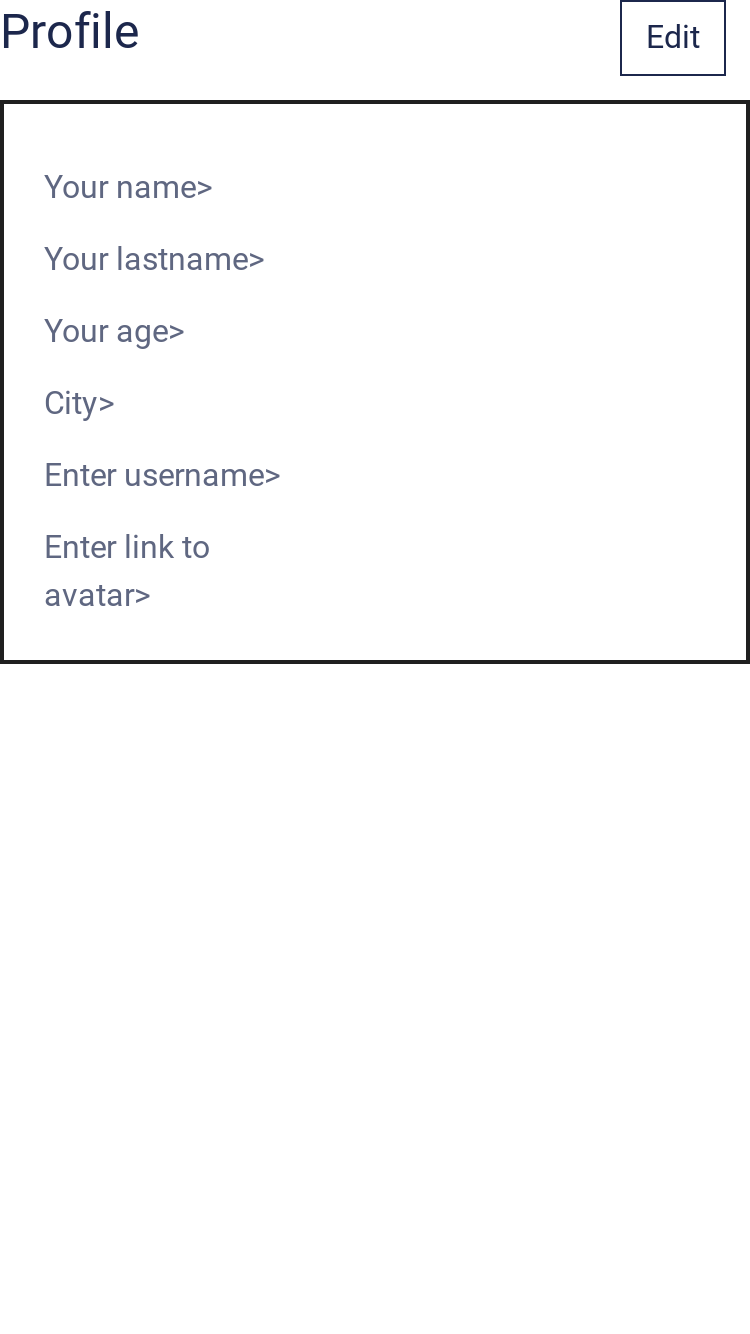 Profile
Edit
Your name>
Your lastname>
Your age>
City>
Enter username>
Enter link to
avatar>